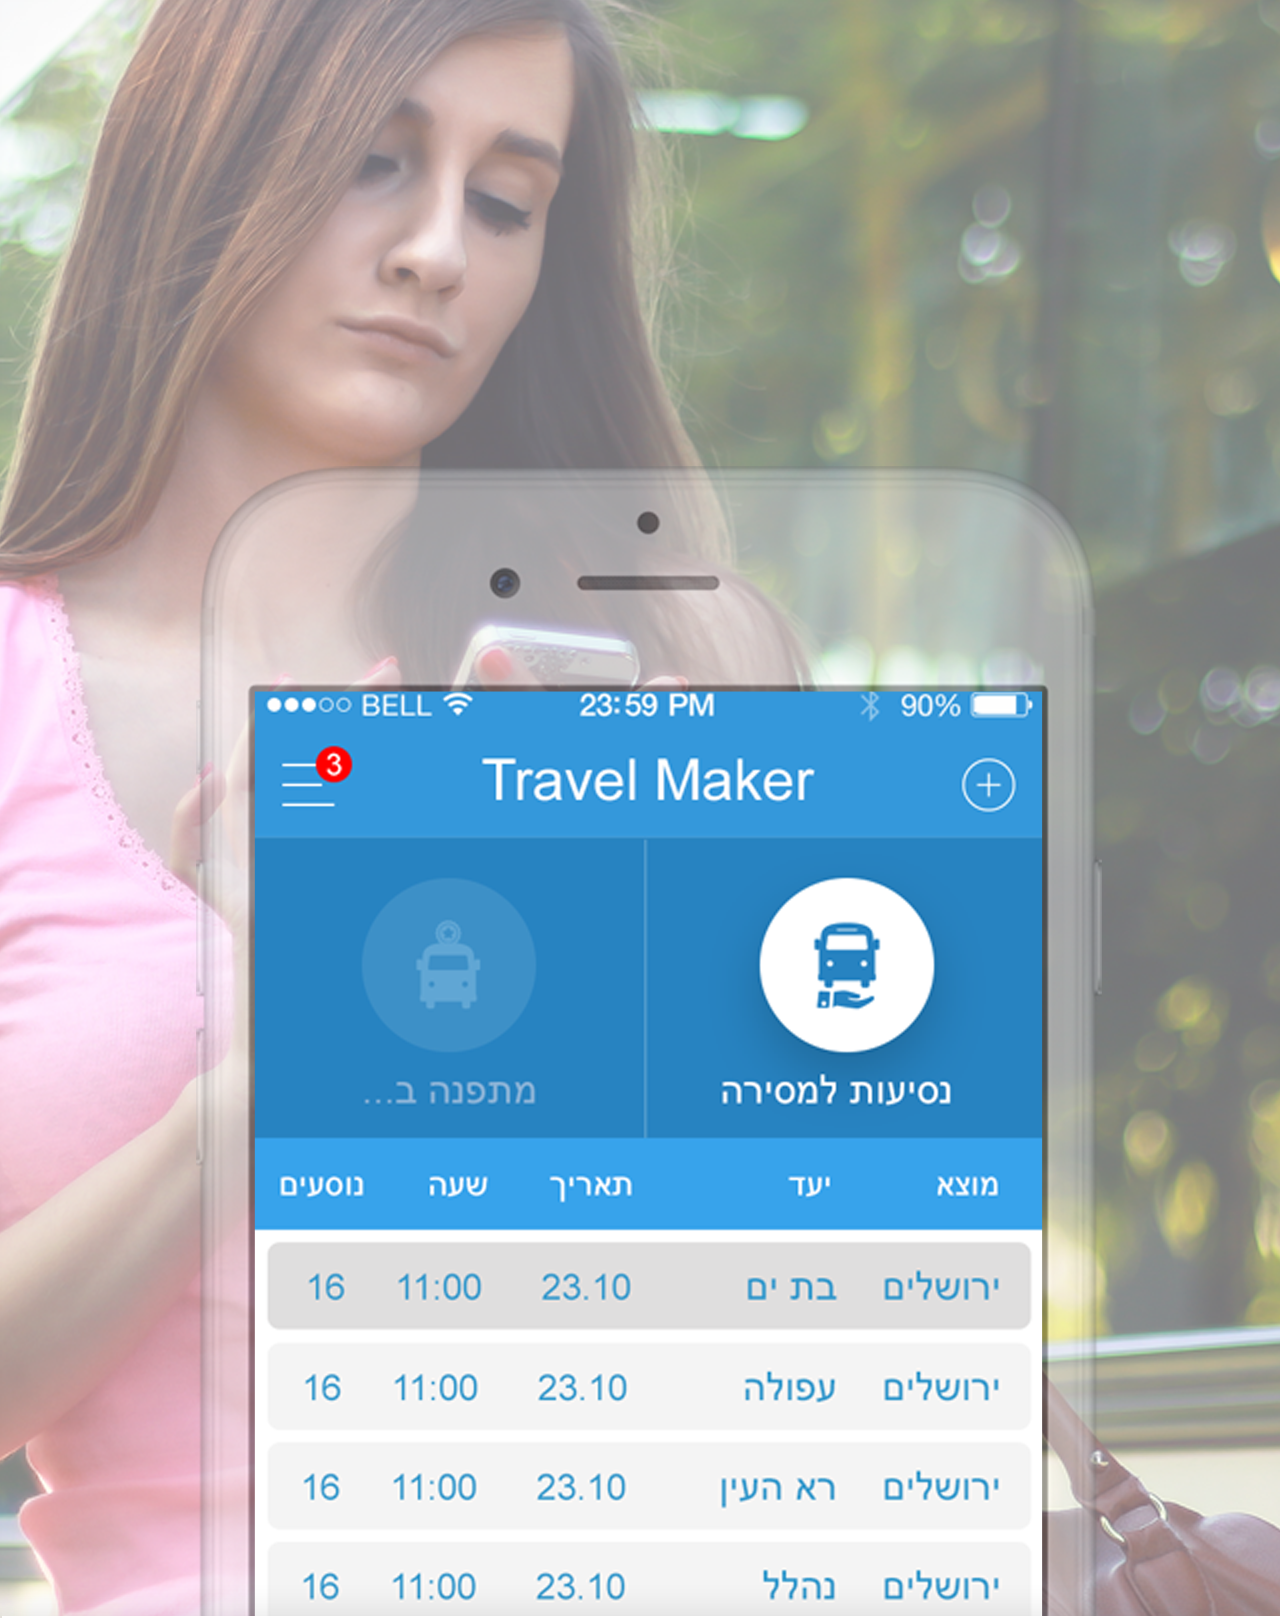 BELL 23:59 PM 90%
3 Travel Maker
נסיעות למסירה
מתפנה ב...
מוצא יעד תאריך שעה נוסעים
ירושלים בת ים 23.10 11:00 16
ירושלים עפולה 23.10 11:00 16
ירושלים רא העין 23.10 11:00 16
ירושלים נהלל 23.10 11:00 16